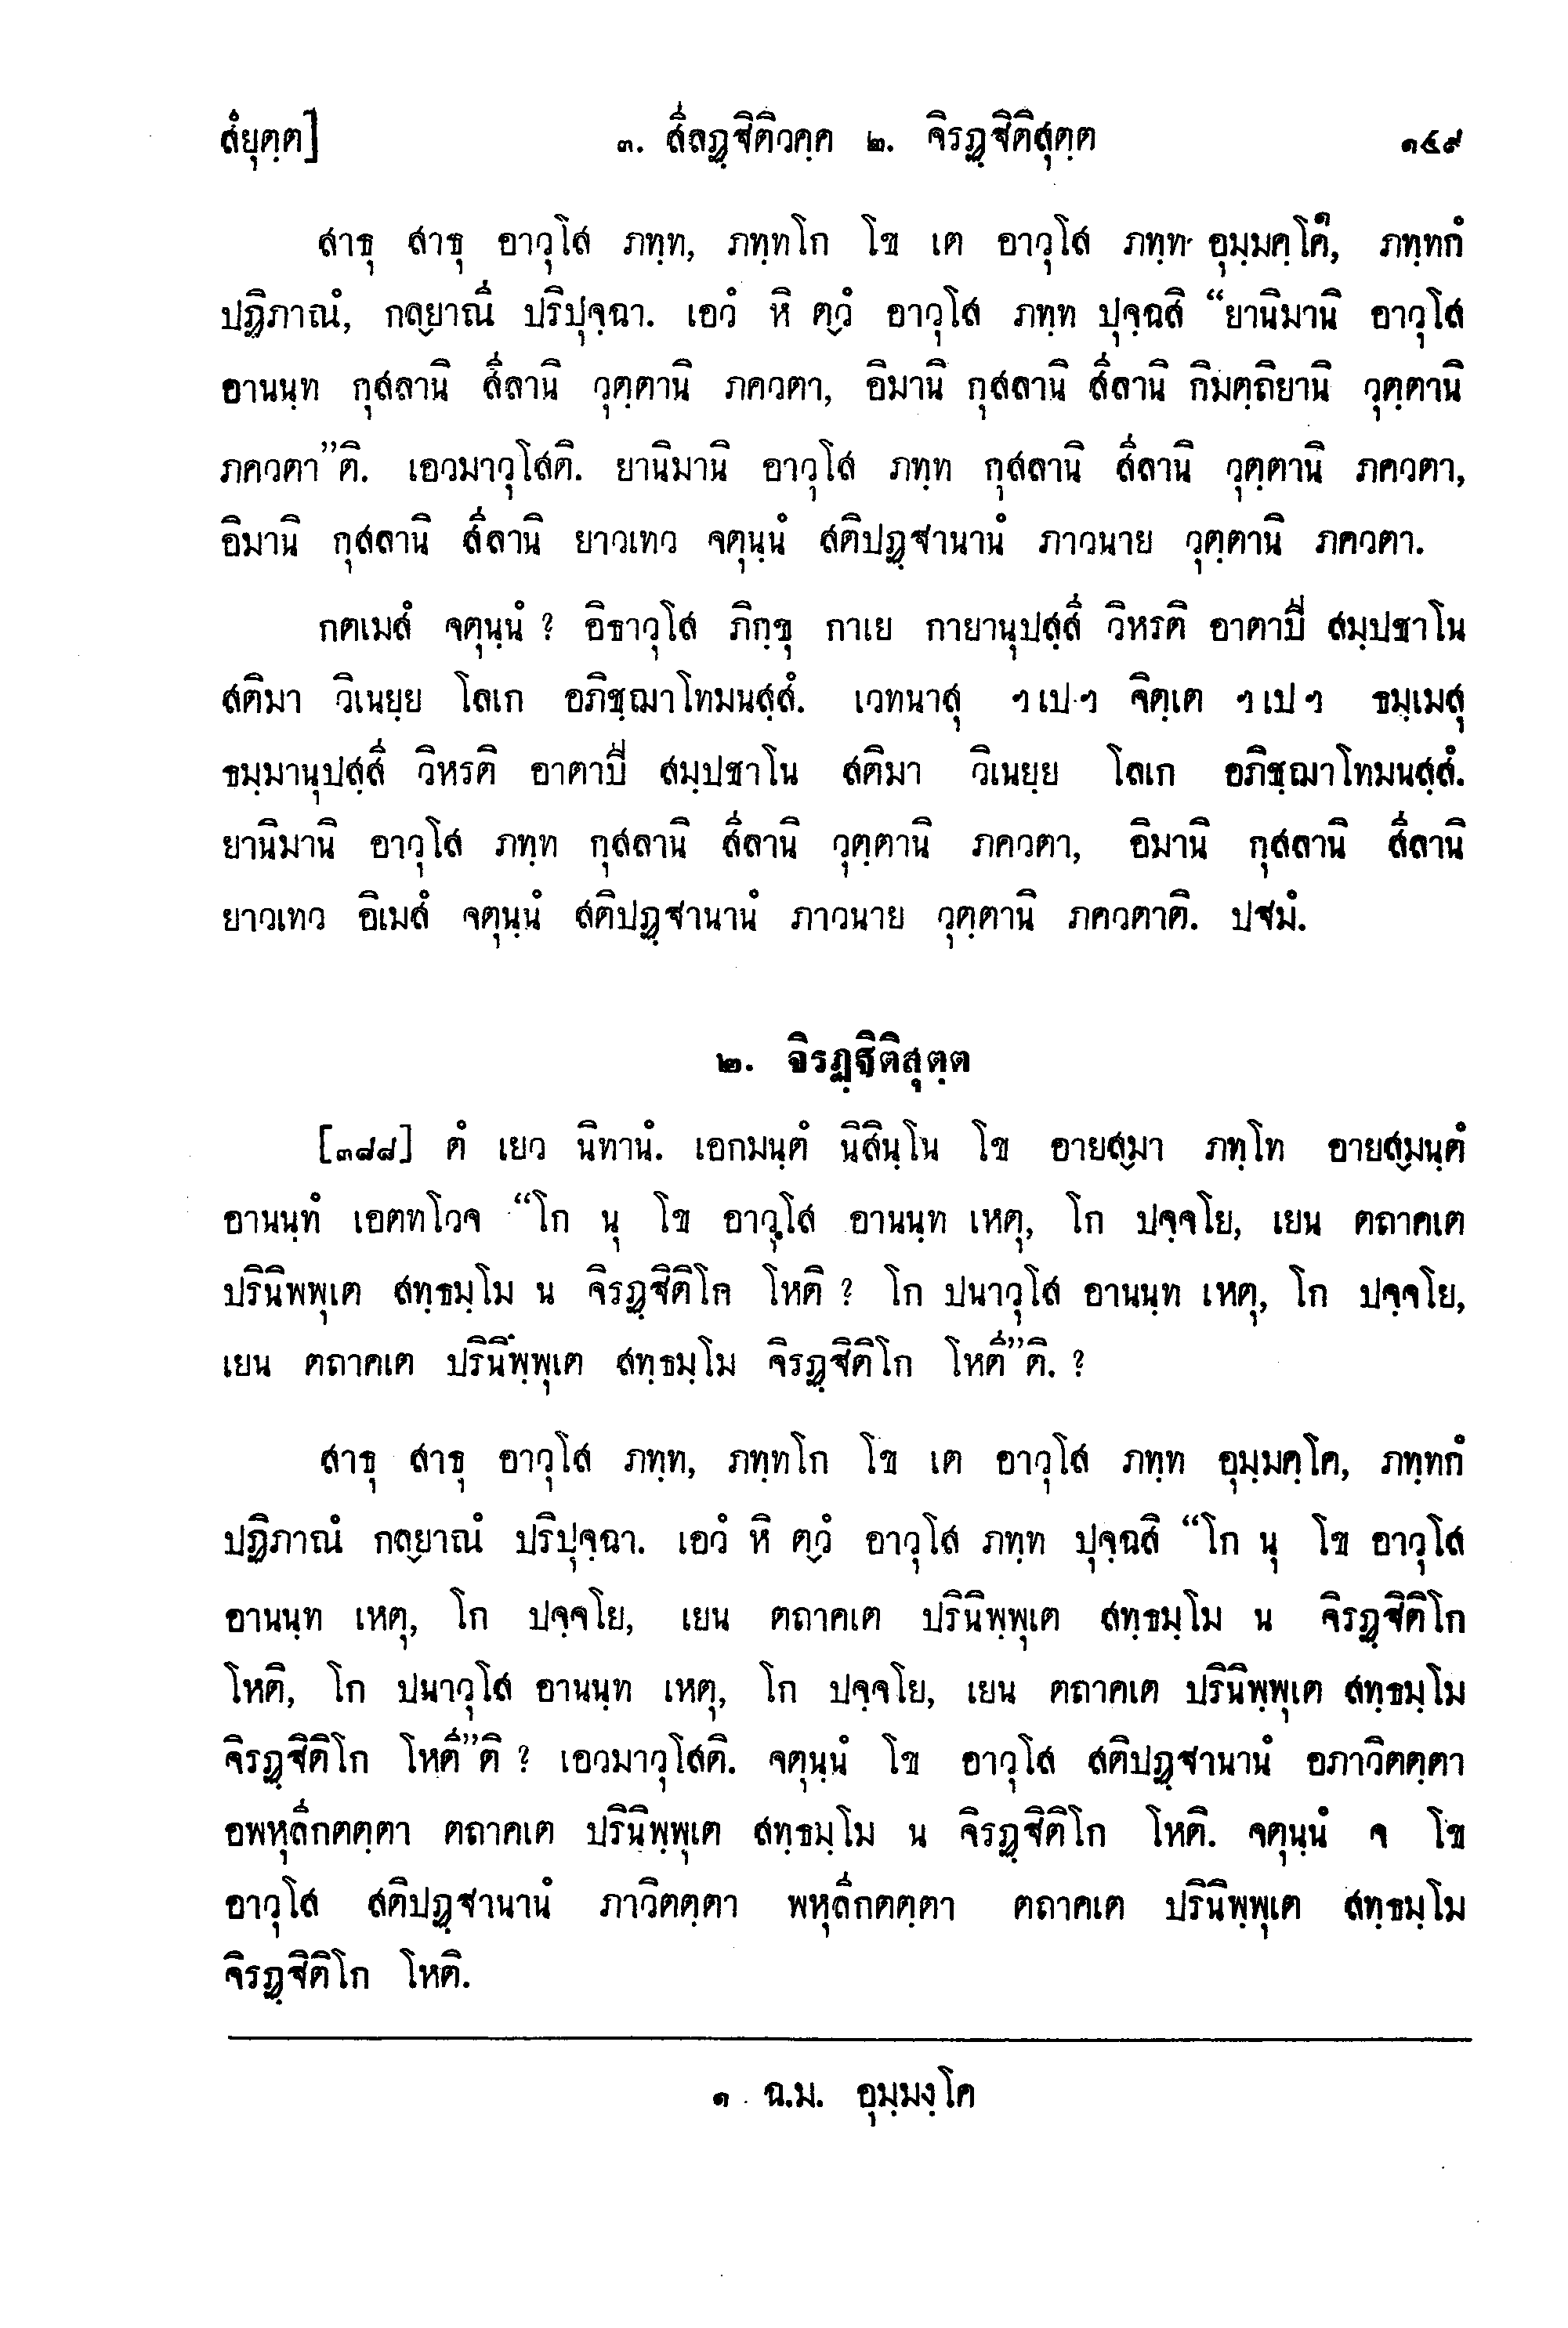 สํยุตฺต]	๓. สีลฏฺฐิติวคฺค ๒. จิรฏฺฐิติสุตฺต	๑๔๙
สาธุ สาธุ อาวุโส ภทฺท, ภทฺทโก โข เต อาวุโส ภทฺท อุมฺมคฺโค๑, ภทฺทกํ
ปฏิภาณํ, กลฺยาณี ปริปุจฺฉา. เอวํ หิ ตฺวํ อาวุโส ภทฺท ปุจฺฉสิ “ยานิมานิ อาวุโส
อานนฺท กุสลานิ สีลานิ วุตฺตานิ ภควตา, อิมานิ กุสลานิ สีลานิ กิมตฺถิยานิ วุตฺตานิ
ภควตา”ติ. เอวมาวุโสติ. ยานิมานิ อาวุโส ภทฺท กุสลานิ สีลานิ วุตฺตานิ ภควตา,
อิมานิ กุสลานิ สีลานิ ยาวเทว จตุนฺนํ สติปฏฺฐานานํ ภาวนาย วุตฺตานิ ภควตา.
กตเมสํ จตุนฺนํ ? อิธาวุโส ภิกฺขุ กาเย กายานุปสฺสี วิหรติ อาตาปี สมฺปชาโน
สติมา วิเนยฺย โลเก อภิชฺฌาโทมนสฺสํ. เวทนาสุ ฯเปฯ จิตฺเต ฯเปฯ ธมฺเมสุ
ธมฺมานุปสฺสี วิหรติ อาตาปี สมฺปชาโน สติมา วิเนยฺย โลเก อภิชฺฌาโทมนสฺสํ.
ยานิมานิ อาวุโส ภทฺท กุสลานิ สีลานิ วุตฺตานิ ภควตา, อิมานิ กุสลานิ สีลานิ
ยาวเทว อิเมสํ จตุนฺนํ สติปฏฺฐานานํ ภาวนาย วุตฺตานิ ภควตาติ. ปฐมํ.
๒. จิรฏฺฐิติสุตฺต
[๓๘๘] ตํ เยว นิทานํ. เอกมนฺตํ นิสินฺโน โข อายสฺมา ภทฺโท อายสฺมนฺตํ
อานนฺทํ เอตทโวจ “โก นุ โข อาวุโส อานนฺท เหตุ, โก ปจฺจโย, เยน ตถาคเต
ปรินิพพุเต สทฺธมฺโม น จิรฏฺฐิติโก โหติ ? โก ปนาวุโส อานนฺท เหตุ, โก ปจฺจโย,
เยน ตถาคเต ปรินิพฺพุเต สทฺธมฺโม จิรฏฺฐิติโก โหตี”ติ. ?
สาธุ สาธุ อาวุโส ภทฺท, ภทฺทโก โข เต อาวุโส ภทฺท อุมฺมคฺโค, ภทฺทกํ
ปฏิภาณํ กลฺยาณํ ปริปุจฺฉา. เอวํ หิ ตฺวํ อาวุโส ภทฺท ปุจฺฉสิ “โก นุ โข อาวุโส
อานนฺท เหตุ, โก ปจฺจโย, เยน ตถาคเต ปรินิพฺพุเต สทฺธมฺโม น จิรฏฺฐิติโก
โหติ, โก ปนาวุโส อานนฺท เหตุ, โก ปจฺจโย, เยน ตถาคเต ปรินิพฺพุเต สทฺธมฺโม
จิรฏฺฐิติโก โหตี”ติ ? เอวมาวุโสติ. จตุนฺนํ โข อาวุโส สติปฏฺฐานานํ อภาวิตตฺตา
อพหุลีกตตฺตา ตถาคเต ปรินิพฺพุเต สทฺธมฺโม น จิรฏฺฐิติโก โหติ. จตุนฺนํ จ โข
อาวุโส สติปฏฺฐานานํ ภาวิตตฺตา พหุลีกตตฺตา ตถาคเต ปรินิพฺพุเต สทฺธมฺโม
จิรฏฺฐิติโก โหติ.
๑ ฉ.ม. อุมฺมงฺโค